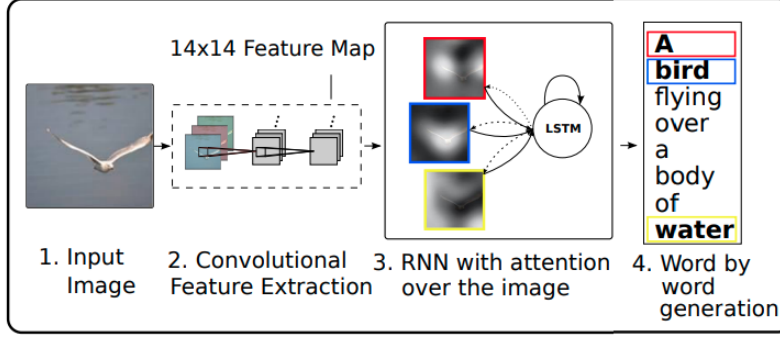 14x14 Feature Map
LSTM
A
bird
flying
over
a
body
of
water
1. Input
Image
2. Convolutional
Feature Extraction
3. RNN with attention
over the image
4. Word by
word
generation